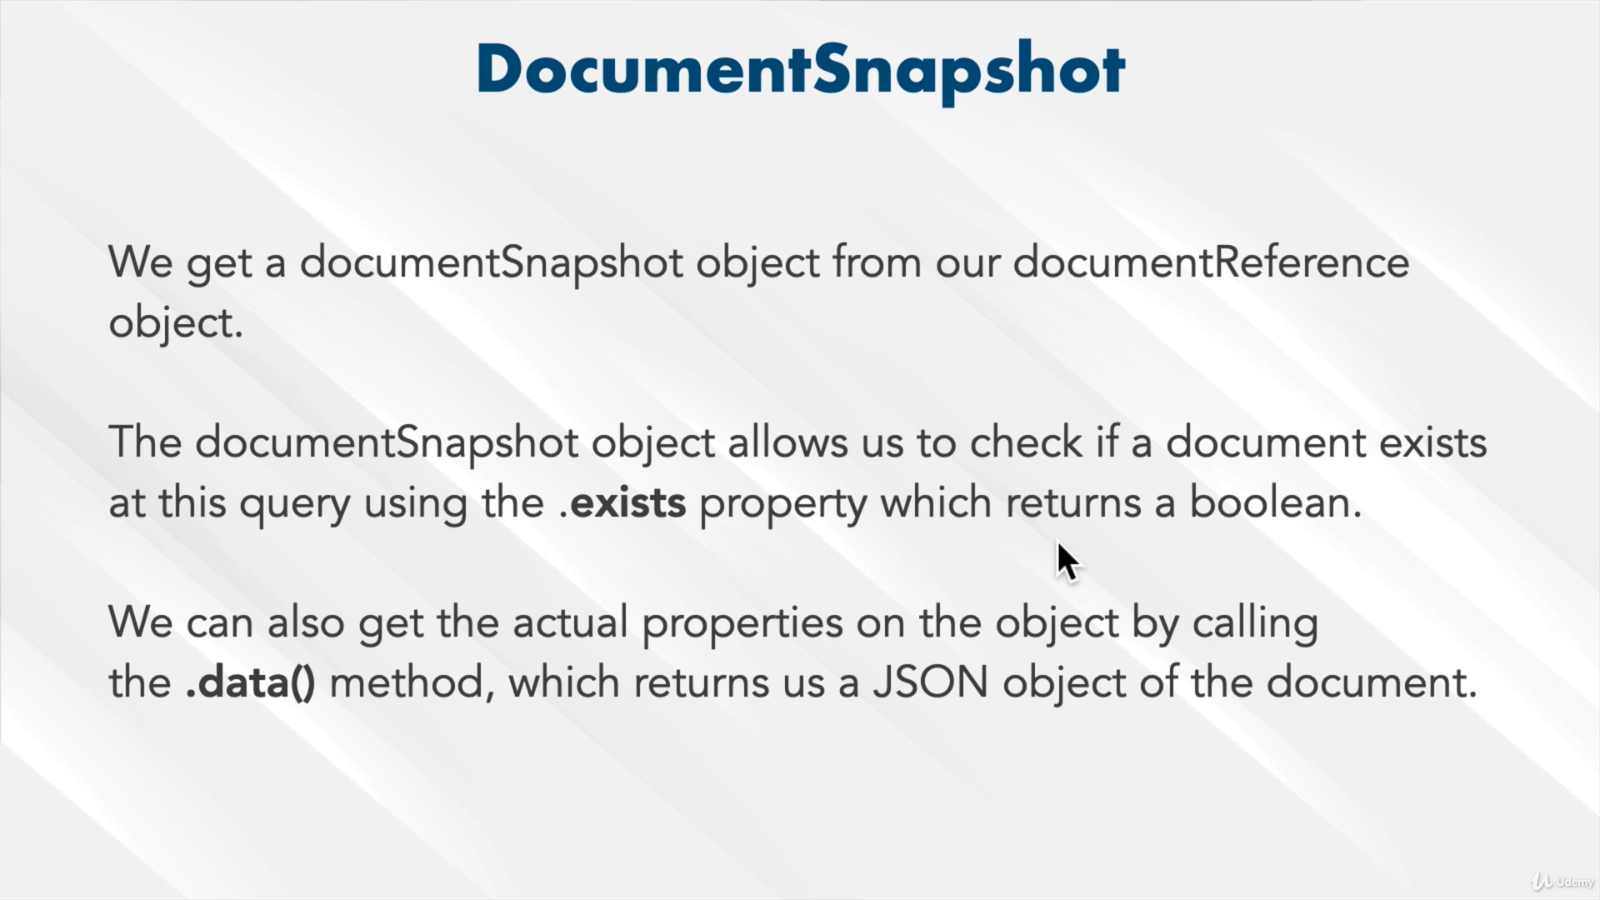 DocumentSnapshot
We get a documentSnapshot object from our documentReference
object.
The documentSnapshot object allows us to check if a document exists
at this query using the .exists property which returns a boolean.
We can also get the actual properties on the object by calling
the .data() method, which returns us a JSON object of the document.
Udemy